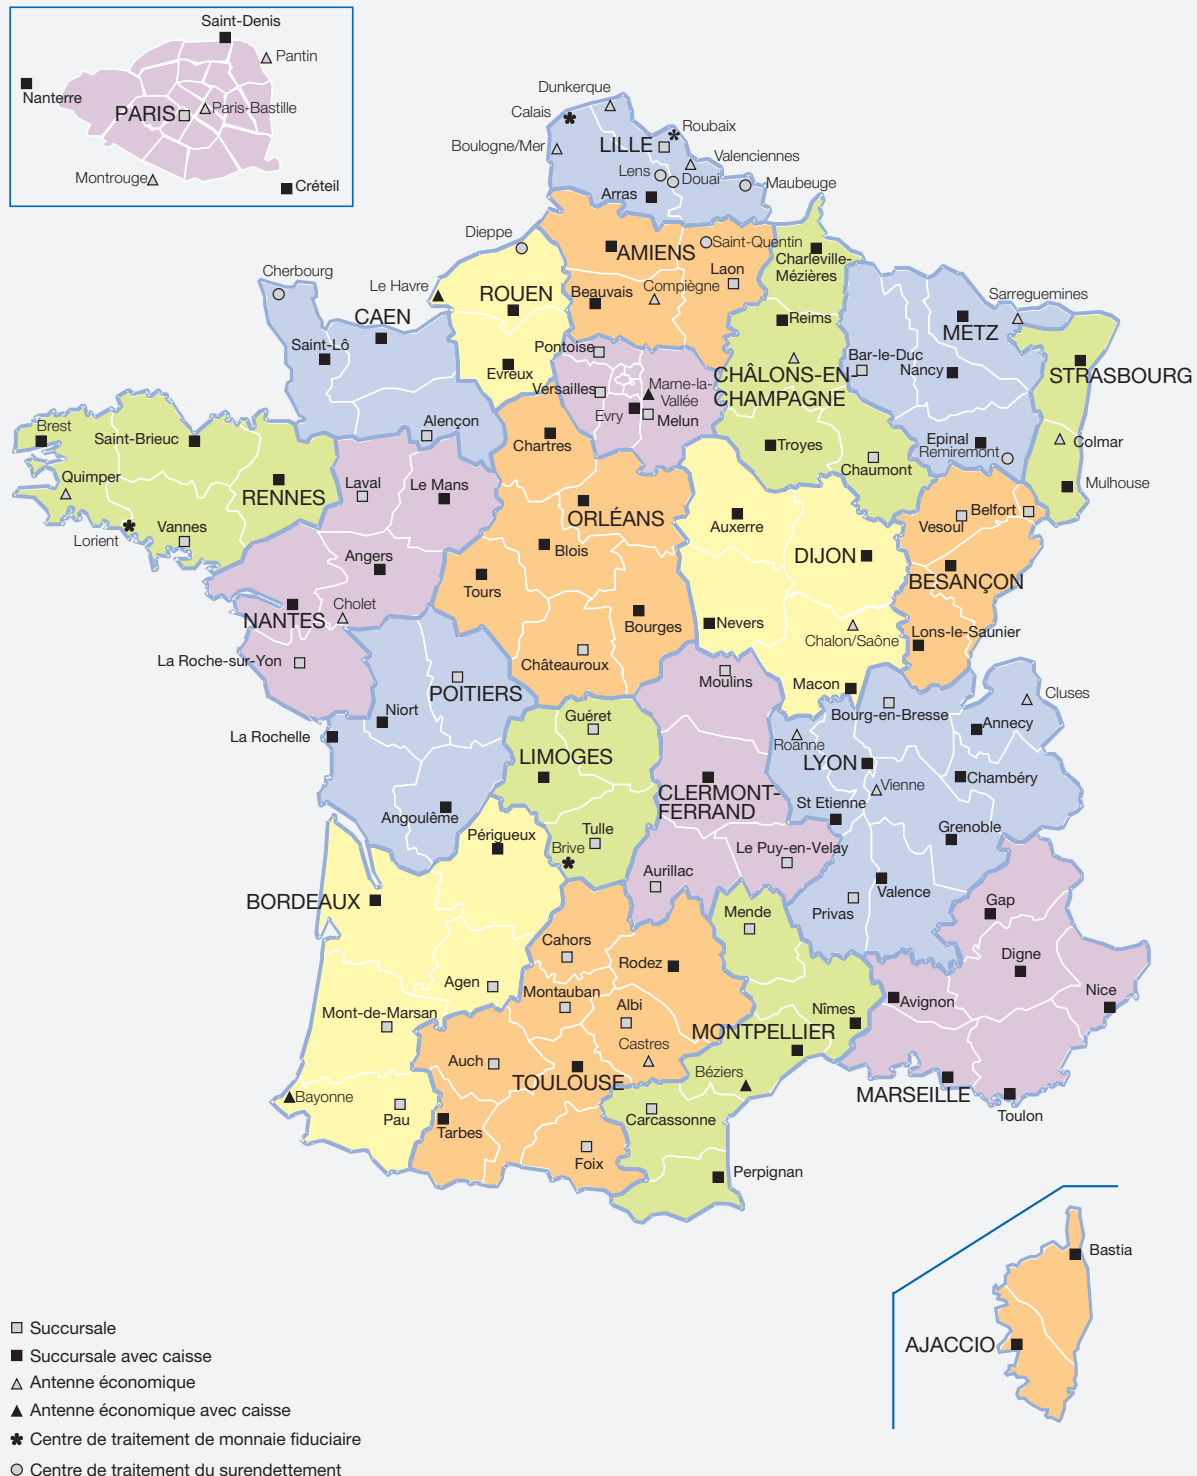 Saint-Denis
Pantin
Nanterre
PARIS
Paris-Bastille
Montrouge
Créteil
Dunkerque
Calais
Roubaix
Boulogne/Mer
LILLE
Valenciennes
Lens
Douai
Maubeuge
Arras
Dieppe
Saint-Quentin
AMIENS
Charleville-
Mézières
Cherbourg
Laon
Le Havre
ROUEN
Beauvais
Compiègne
Sarreguemines
CAEN
Reims
METZ
Saint-Lô
Pontoise
Bar-le-Duc
Nancy
Evreux
CHÂLONS-EN-
CHAMPAGNE
STRASBOURG
Versailles
Marne-la-
Vallée
Evry
Melun
Alençon
Brest
Saint-Brieuc
Chartres
Troyes
Epinal
Remiremont
Colmar
Chaumont
Quimper
RENNES
Laval
Le Mans
Mulhouse
ORLÉANS
Auxerre
Belfort
Vesoul
Lorient
Vannes
Blois
DIJON
Angers
Tours
BESANÇON
Cholet
NANTES
Bourges
Nevers
Chalon/Saône
Lons-le-Saunier
La Roche-sur-Yon
Châteauroux
POITIERS
Moulins
Macon
Cluses
Niort
Guéret
Bourg-en-Bresse
Annecy
La Rochelle
Roanne
LIMOGES
LYON
Chambéry
CLERMONT-
FERRAND
Vienne
St Etienne
Angoulême
Périgueux
Tulle
Grenoble
Brive
Le Puy-en-Velay
Aurillac
Valence
BORDEAUX
Privas
Gap
Mende
Cahors
Rodez
Digne
Agen
Montauban
Nice
Mont-de-Marsan
Albi
Avignon
Nîmes
MONTPELLIER
Castres
Auch
TOULOUSE
Béziers
MARSEILLE
Bayonne
Pau
Carcassonne
Toulon
Tarbes
Foix
Perpignan
Bastia
AJACCIO
Succursale
Succursale avec caisse
Antenne économique
Antenne économique avec caisse
Centre de traitement de monnaie fiduciaire
Centre de traitement du surendettement